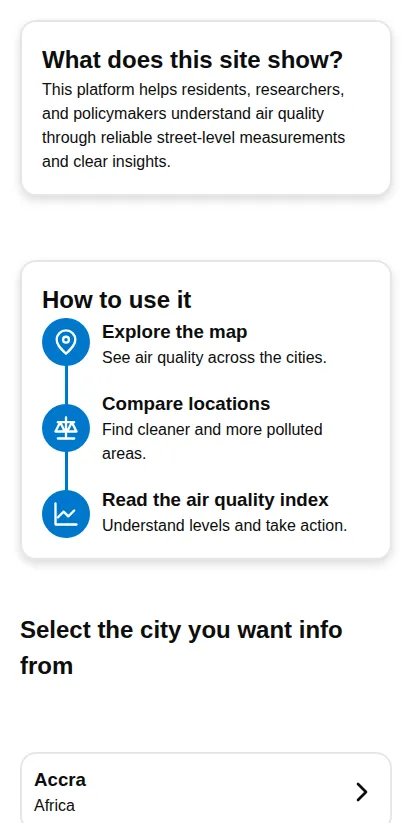 What does this site show?
This platform helps residents, researchers,
and policymakers understand air quality
through reliable street-level measurements
and clear insights.
How to use it
Explore the map
See air quality across the cities.
Compare locations
Find cleaner and more polluted
areas.
Read the air quality index
Understand levels and take action.
Select the city you want info
from
Accra
Africa